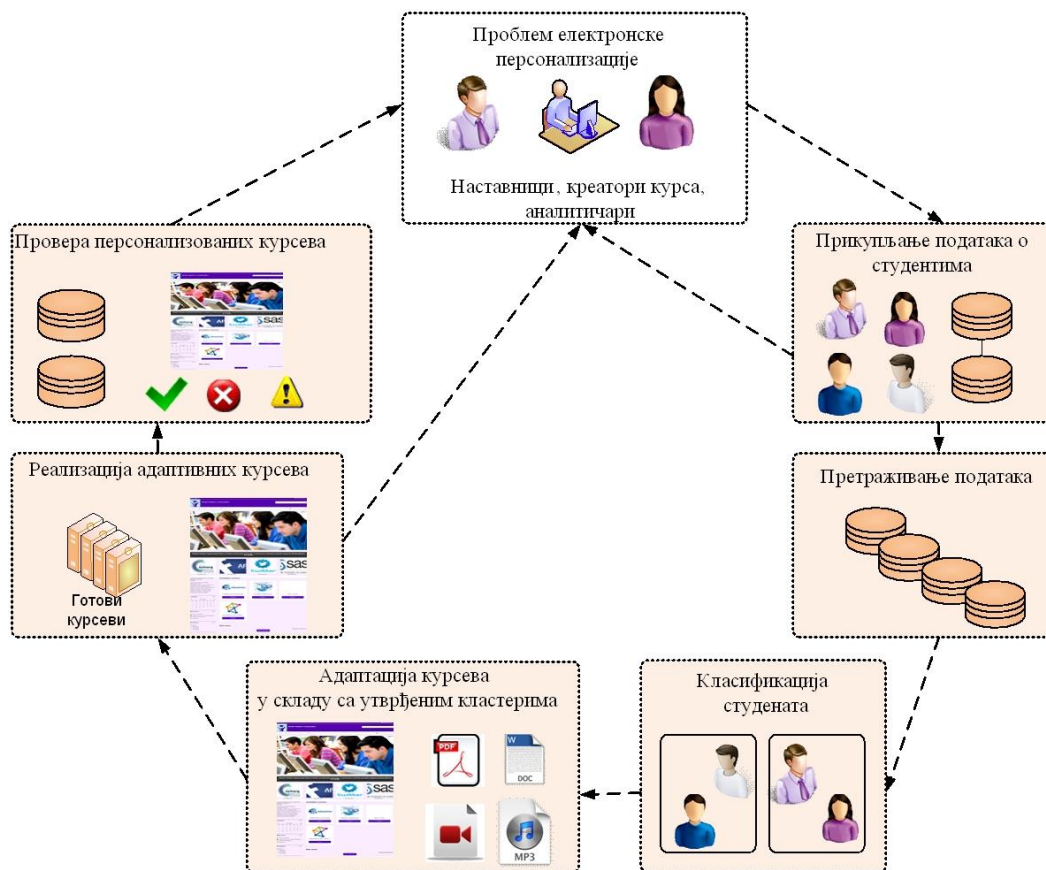 Проблем електронске
персонализације
Наставници, креатори курса,
аналитичари
Прикупљање података о
студентима
Претраживање података
Класификација
студената
Адаптација курсева
у складу са утврђеним кластерима
PDF
W
DOC
MP3
Реализација адаптивних курсева
Готови
курсеви
Провера персонализованих курсева